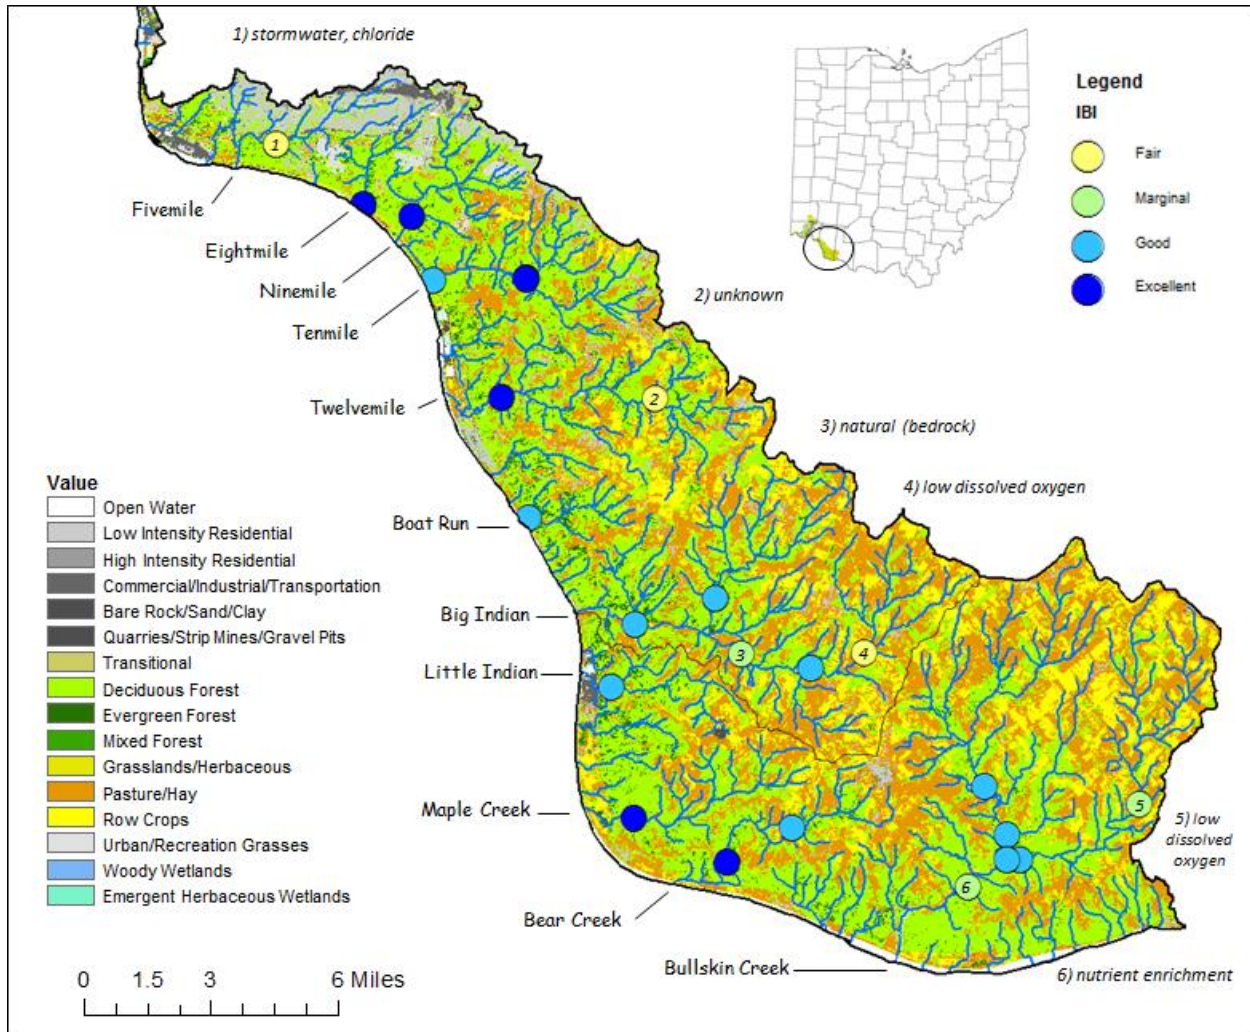 1) stormwater, chloride
Legend
IBI
Fair
Marginal
Good
Excellent
1
Fivemile
Eightmile
Ninemile
Tenmile
2) unknown
Twelvemile
2
3) natural (bedrock)
4) low dissolved oxygen
Value
Open Water
Low Intensity Residential
High Intensity Residential
Commercial/Industrial/Transportation
Bare Rock/Sand/Clay
Quarries/Strip Mines/Gravel Pits
Transitional
Deciduous Forest
Evergreen Forest
Mixed Forest
Grasslands/Herbaceous
Pasture/Hay
Row Crops
Urban/Recreation Grasses
Woody Wetlands
Emergent Herbaceous Wetlands
Boat Run
Big Indian
Little Indian
3
4
Maple Creek
5
5) low
dissolved
oxygen
6
Bear Creek
Bullskin Creek
6) nutrient enrichment
0 1.5 3 6 Miles